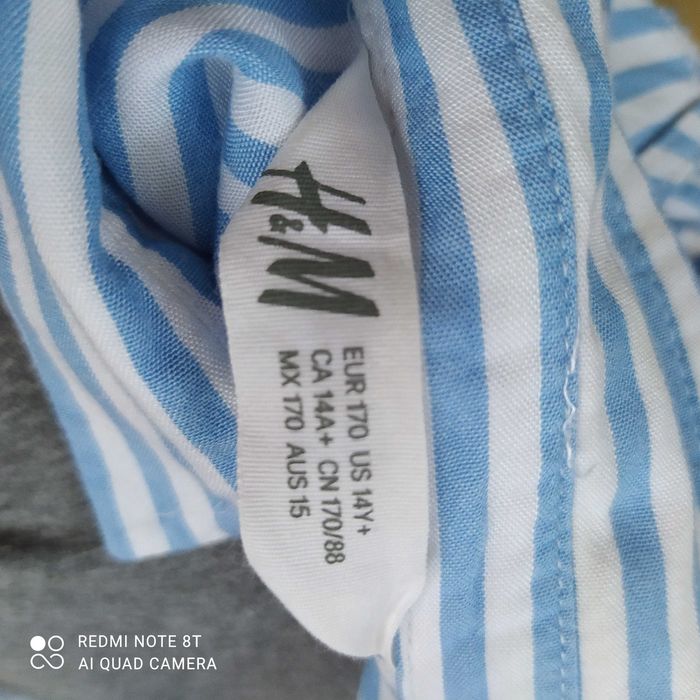 H&M
EUR 170 US 14Y+
CA 14A+ CN 170/88
MX 170 AUS 15
REDMI NOTE 8T
AI QUAD CAMERA